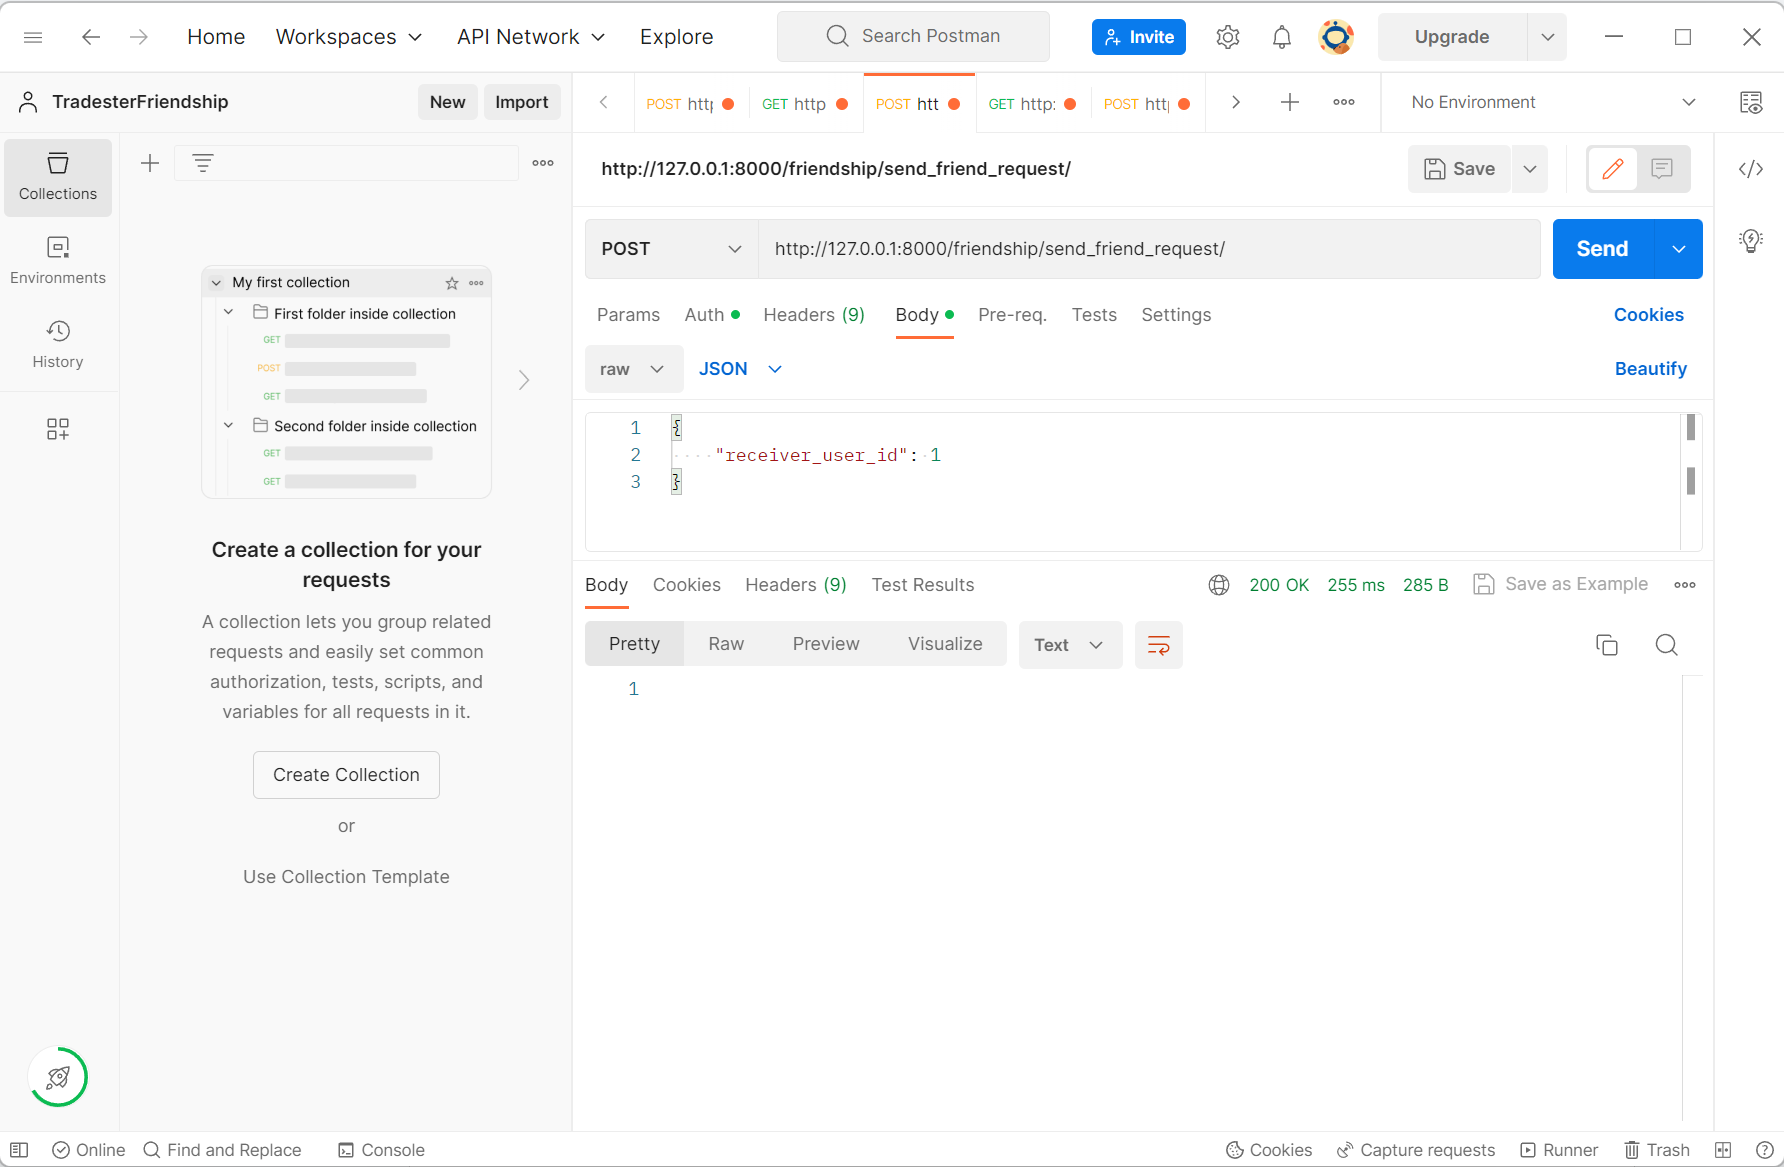 Home Workspaces API Network Explore Search Postman Invite Upgrade
TradesterFriendship New Import
POST http GET http POST htt GET http: POST htt No Environment
Collections
Environments
History
My first collection
First folder inside collection
GET
POST
GET
Second folder inside collection
GET
GET
Create a collection for your
requests
A collection lets you group related
requests and easily set common
authorization, tests, scripts, and
variables for all requests in it.
Create Collection
or
Use Collection Template
http://127.0.0.1:8000/friendship/send_friend_request/ Save
POST http://127.0.0.1:8000/friendship/send_friend_request/ Send
Params Auth Headers (9) Body Pre-req. Tests Settings Cookies
raw JSON Beautify
1 {
2 "receiver_user_id": 1
3 }
Body Cookies Headers (9) Test Results 200 OK 255 ms 285 B Save as Example
Pretty Raw Preview Visualize Text
1
Online Find and Replace Console Cookies Capture requests Runner Trash